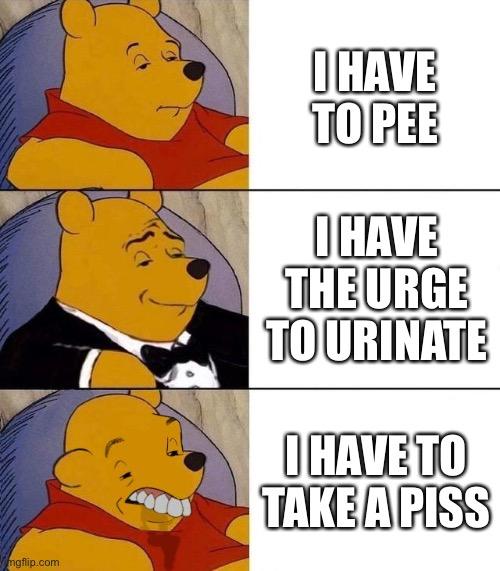 I HAVE
TO PEE
I HAVE
THE URGE
TO URINATE
I HAVE TO
TAKE A PISS
imgflip.com